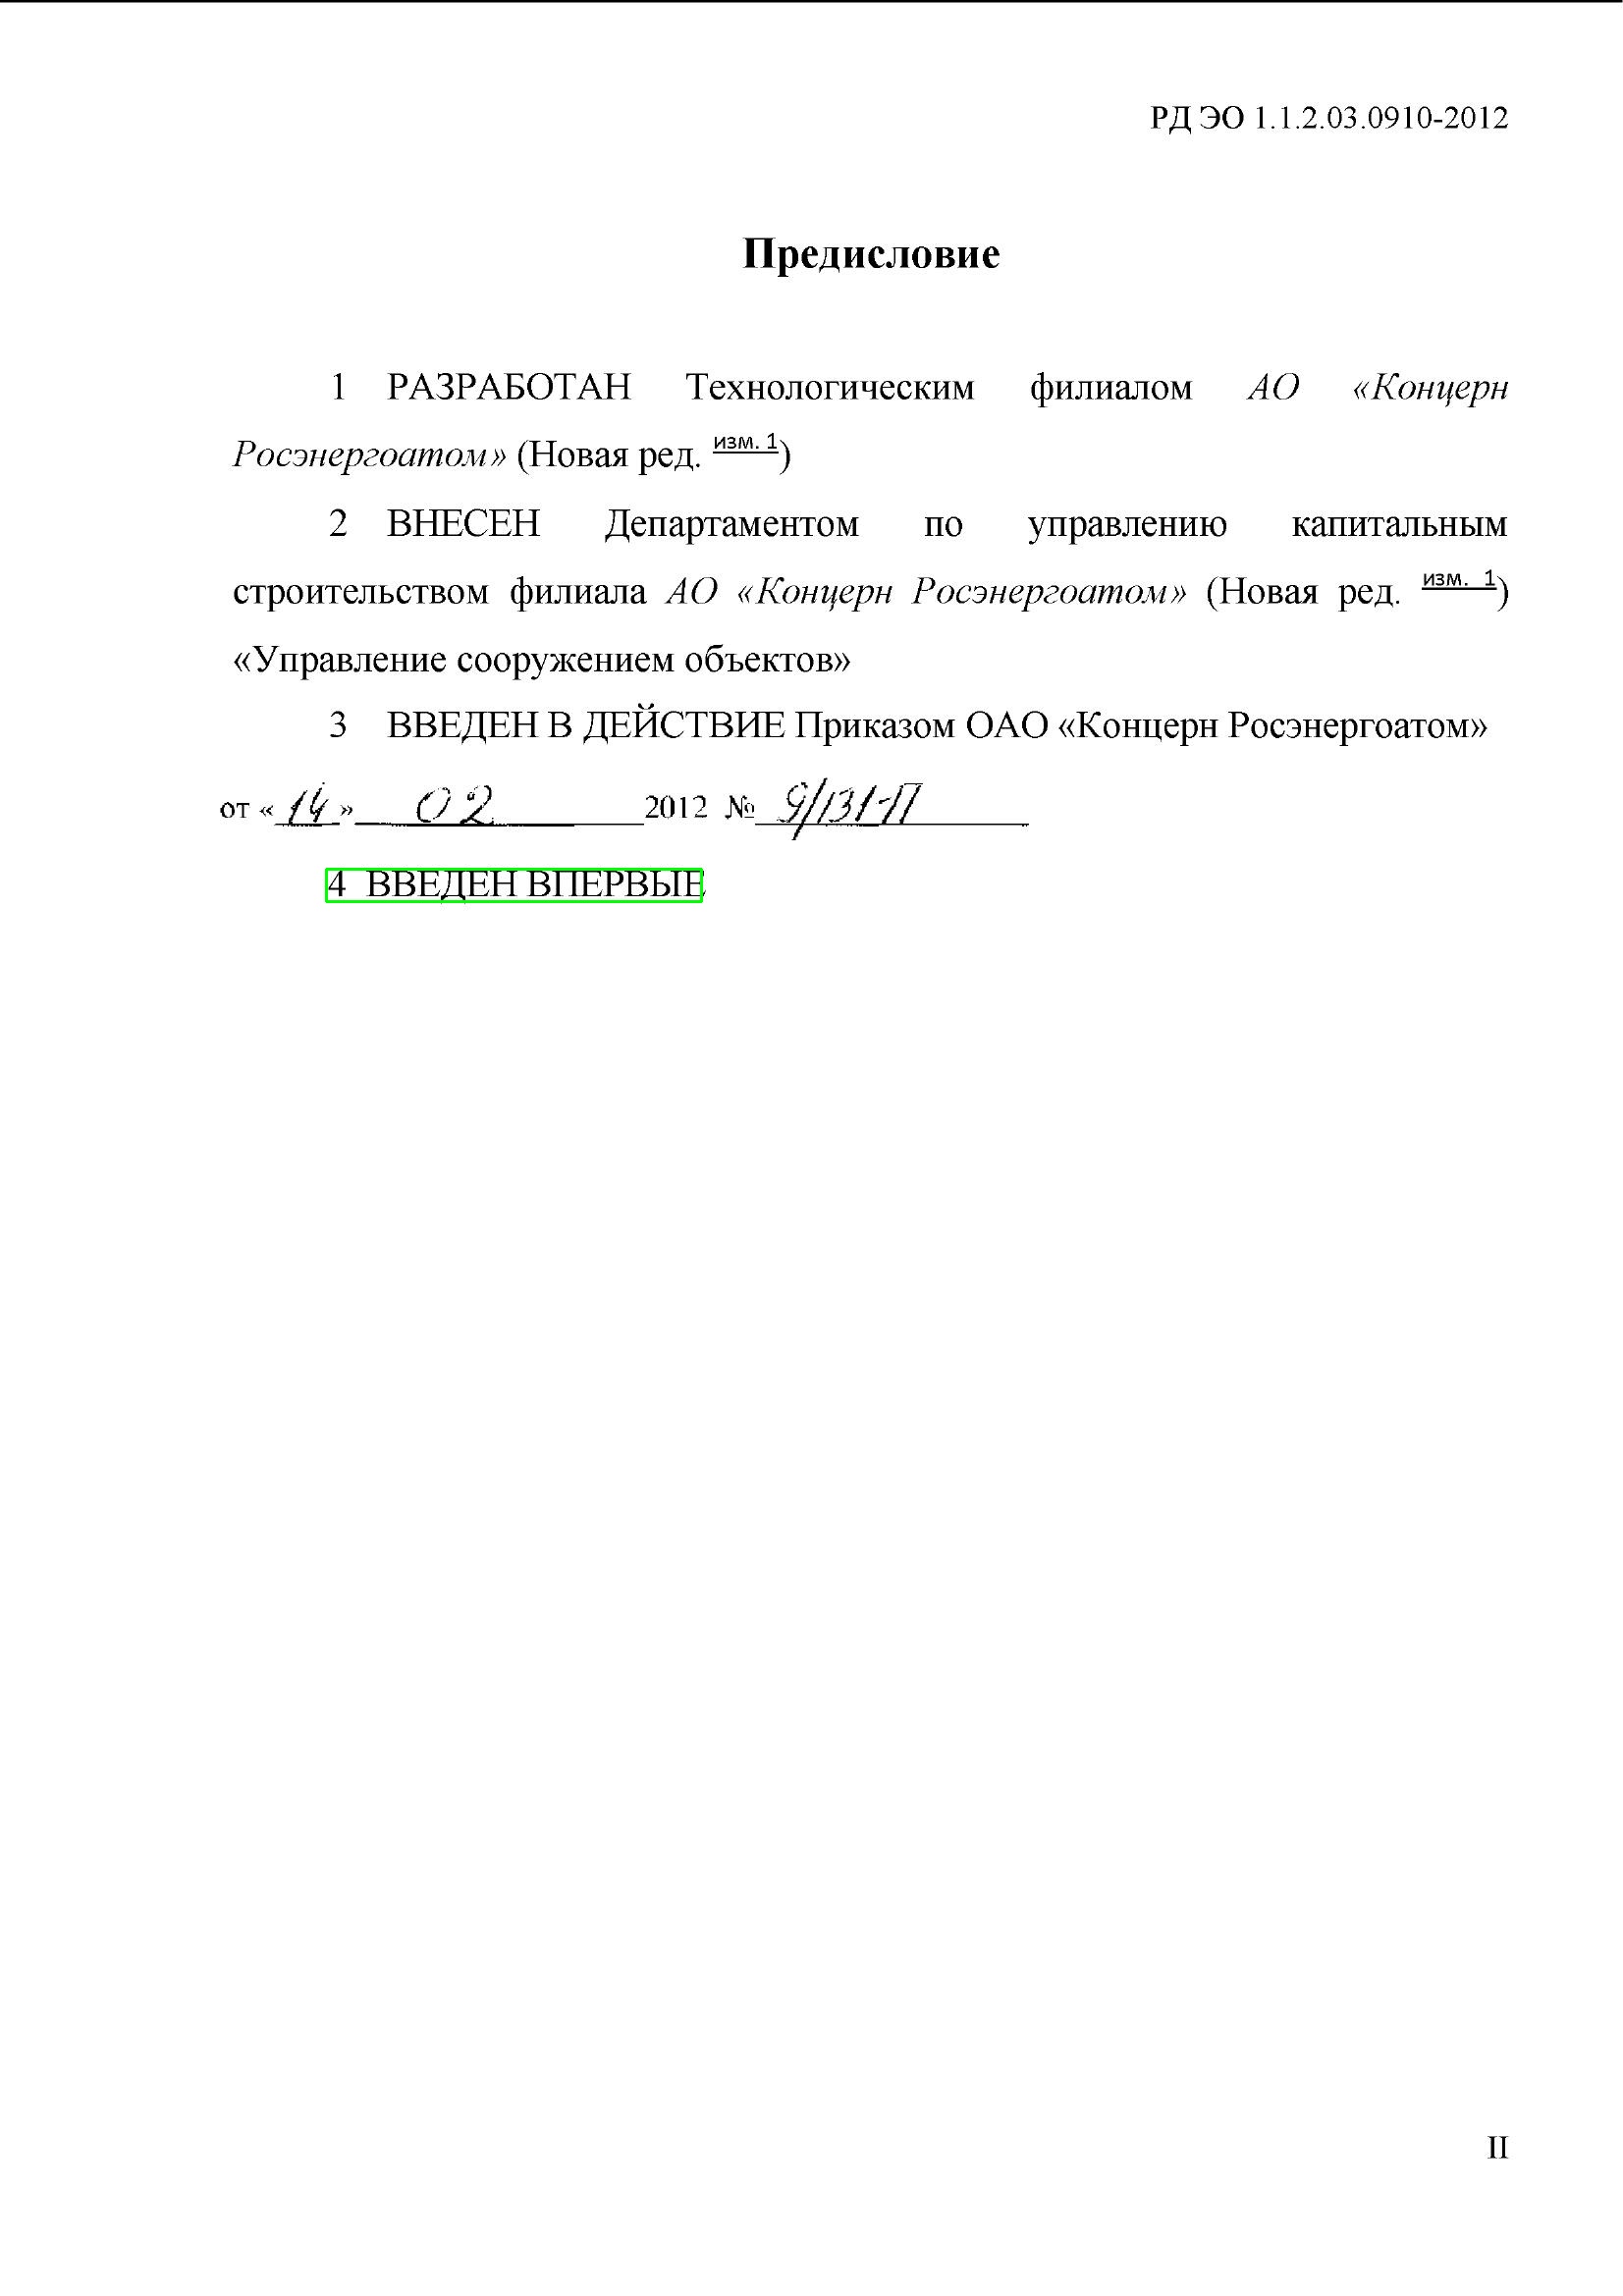 РД ЭО 1.1.2.03.0910-2012
Предисловие
1 РАЗРАБОТАН Технологическим филиалом АО «Концерн
Росэнергоатом» (Новая ред. изм. 1)
2 ВНЕСЕН Департаментом по управлению капитальным
строительством филиала АО «Концерн Росэнергоатом» (Новая ред. изм. 1)
«Управление сооружением объектов»
3 ВВЕДЕН В ДЕЙСТВИЕ Приказом ОАО «Концерн Росэнергоатом»
от «14» 02 2012 № 9/131-П
4 ВВЕДЕН ВПЕРВЫЕ
II